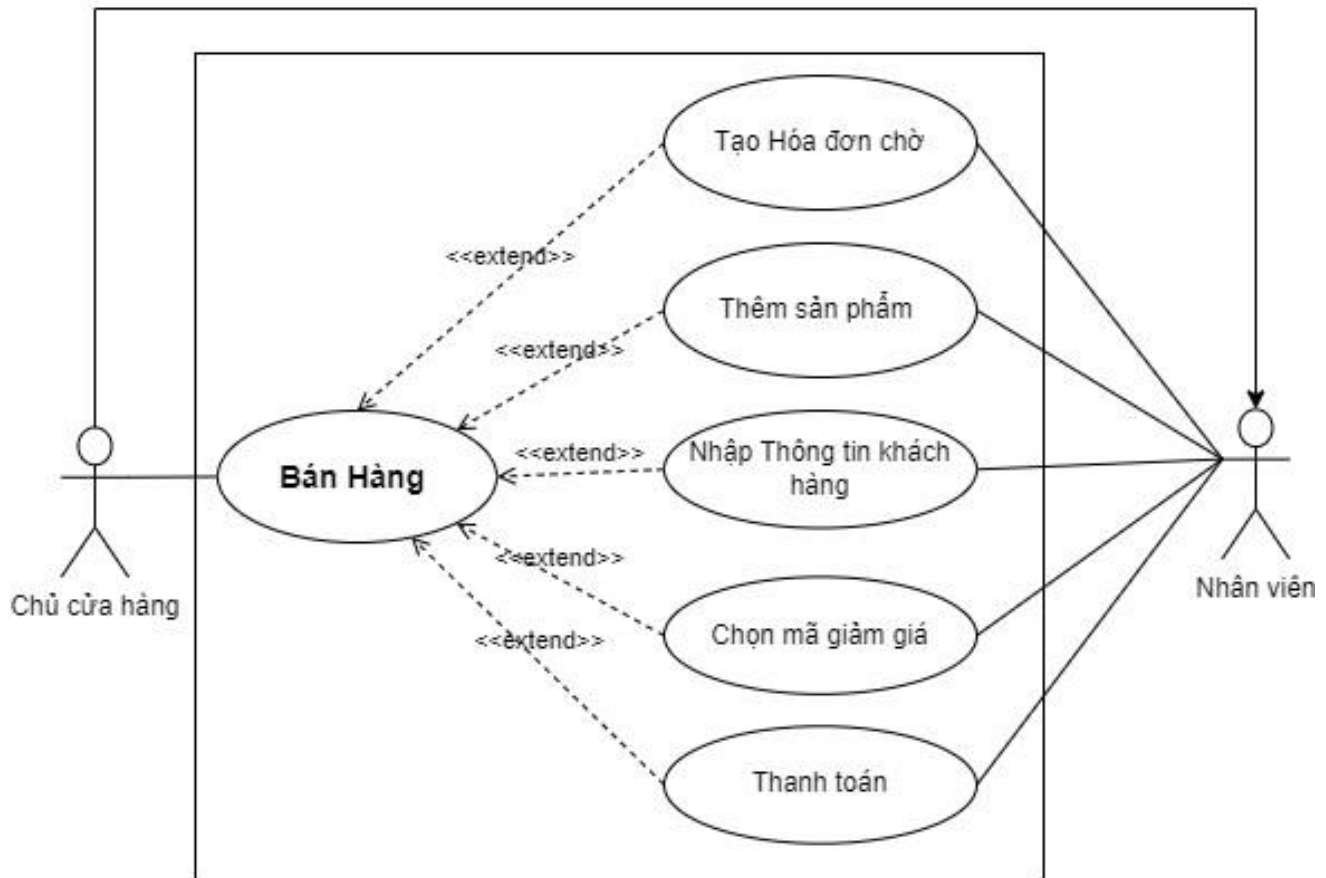 Tạo Hóa đơn chờ
<<extend>>
Thêm sản phẩm
<<extend>>
Nhập Thông tin khách
hàng
<<extend>>
Bán Hàng
<<extend>>
Chủ cửa hàng
Nhân viên
Chọn mã giảm giá
<<extend>>
Thanh toán